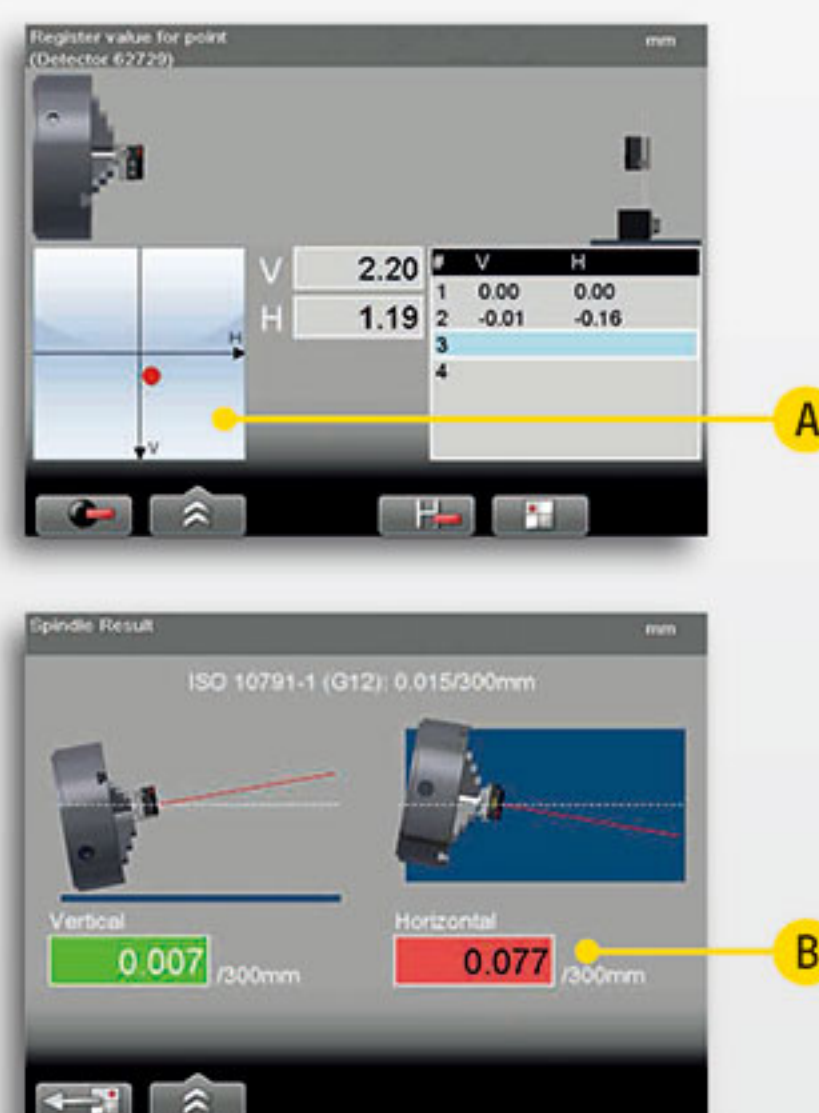 Register value for point
mm
(Detector 62729)
V 2.20
H 1.19
# V H
1 0.00 0.00
2 -0.01 -0.16
3
4
H
V
A
Spindle Result
mm
ISO 10791-1 (G12): 0.015/300mm
Vertical
Horizontal
0.007 /300mm
0.077 /300mm
B